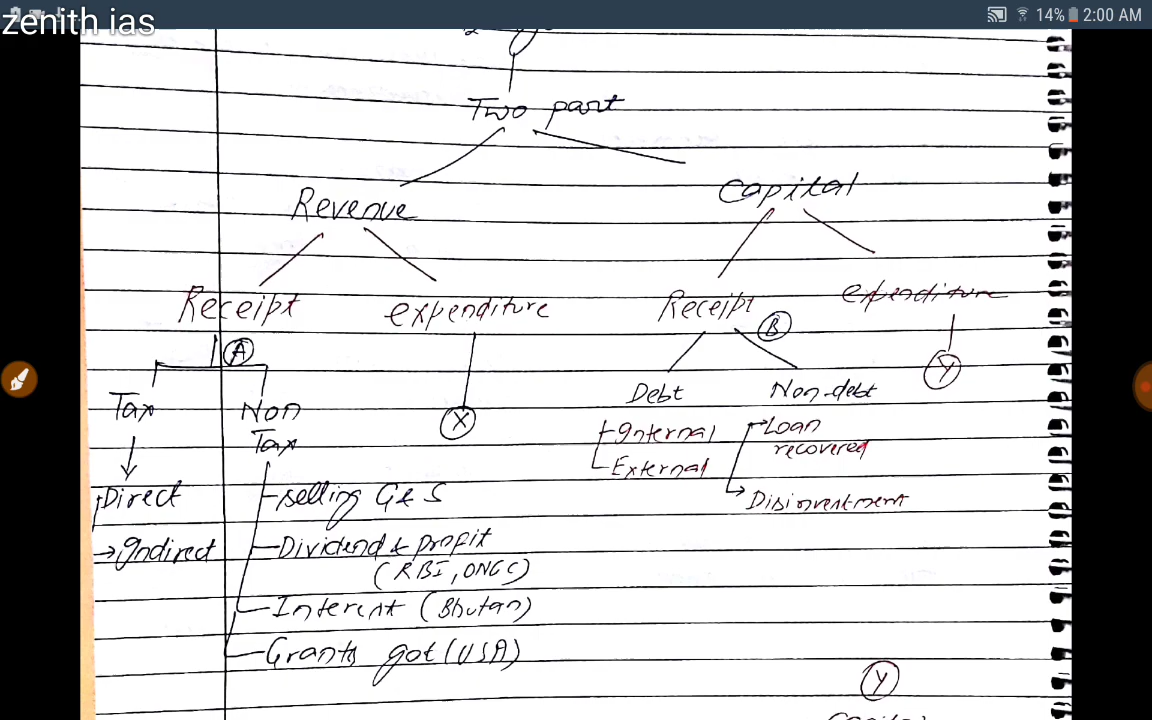 zenith ias
14% 2:00 AM
Two part
Revenue
Capital
Receipt
expenditure
Receipt
expenditure
A
B
X
Y
Tax
Non
Tax
Debt
Non-debt
Internal
External
Loan
recovered
Disinvestment
Direct
Indirect
selling G & S
Dividend & profit
(RBI, ONGC)
Interest (Bhutan)
Grants got (USA)
Y